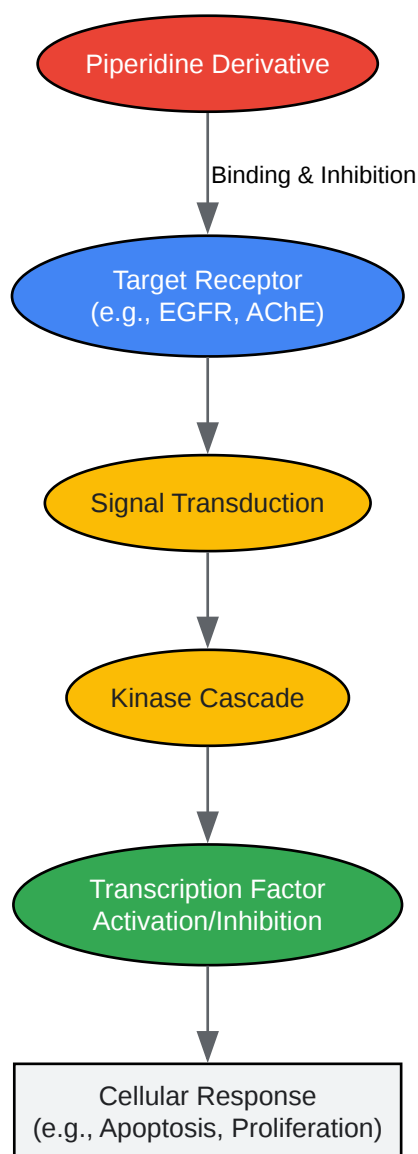 Piperidine Derivative
Binding & Inhibition
Target Receptor
(e.g., EGFR, AChE)
Signal Transduction
Kinase Cascade
Transcription Factor
Activation/Inhibition
Cellular Response
(e.g., Apoptosis, Proliferation)